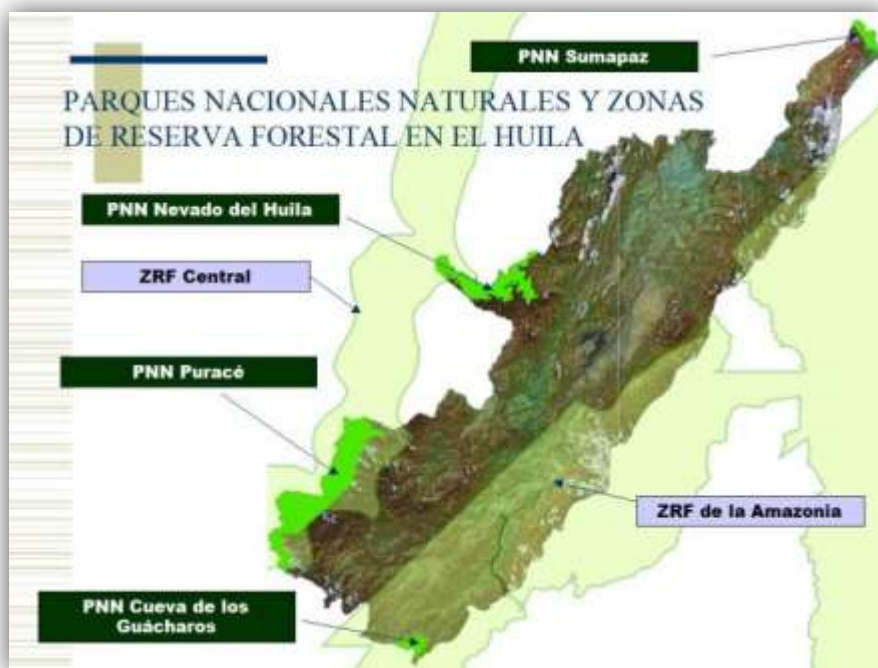 PNN Sumapaz
PARQUES NACIONALES NATURALES Y ZONAS
DE RESERVA FORESTAL EN EL HUILA
PNN Nevado del Huila
ZRF Central
PNN Puracé
ZRF de la Amazonia
PNN Cueva de los
Guácharos